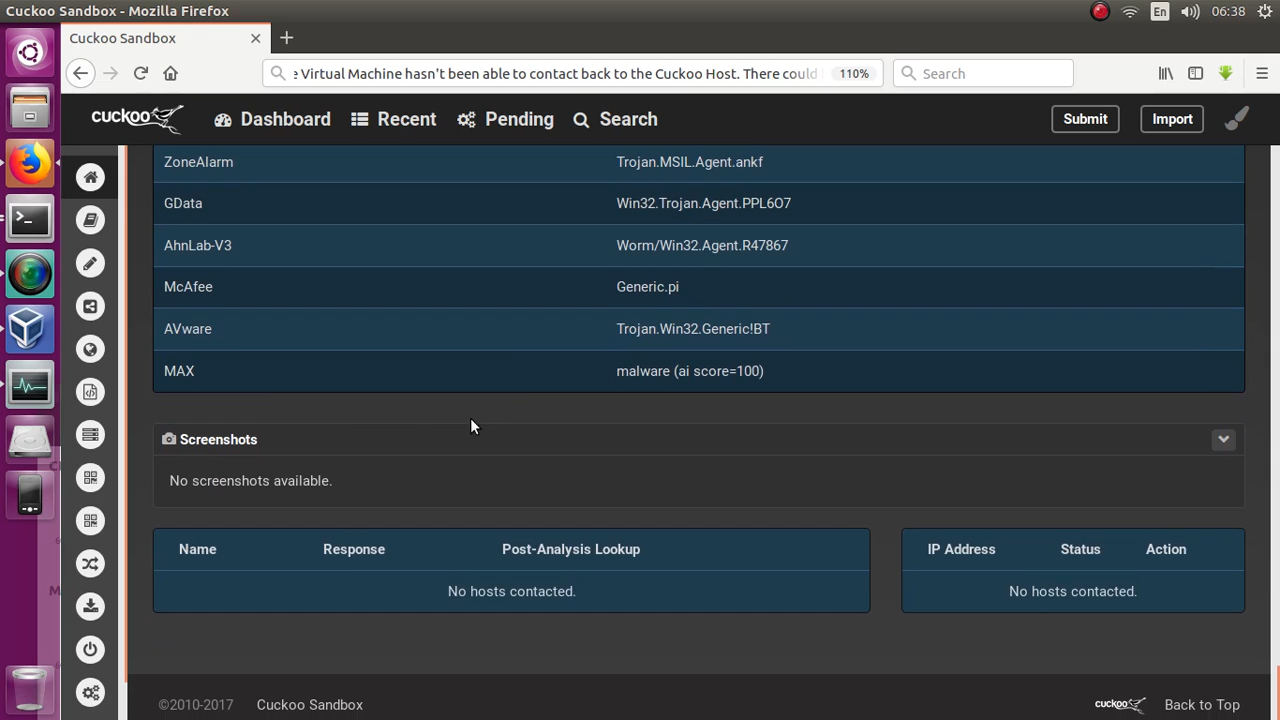 Cuckoo Sandbox - Mozilla Firefox
En
06:38
Cuckoo Sandbox
Virtual Machine hasn't been able to contact back to the Cuckoo Host. There could
110%
Search
cuckoo
Dashboard
Recent
Pending
Search
Submit
Import
ZoneAlarm Trojan.MSIL.Agent.ankf
GData Win32.Trojan.Agent.PPL6O7
AhnLab-V3 Worm/Win32.Agent.R47867
McAfee Generic.pi
AVware Trojan.Win32.Generic!BT
MAX malware (ai score=100)
Screenshots
No screenshots available.
Name Response Post-Analysis Lookup
No hosts contacted.
IP Address Status Action
No hosts contacted.
©2010-2017 Cuckoo Sandbox
cuckoo
Back to Top